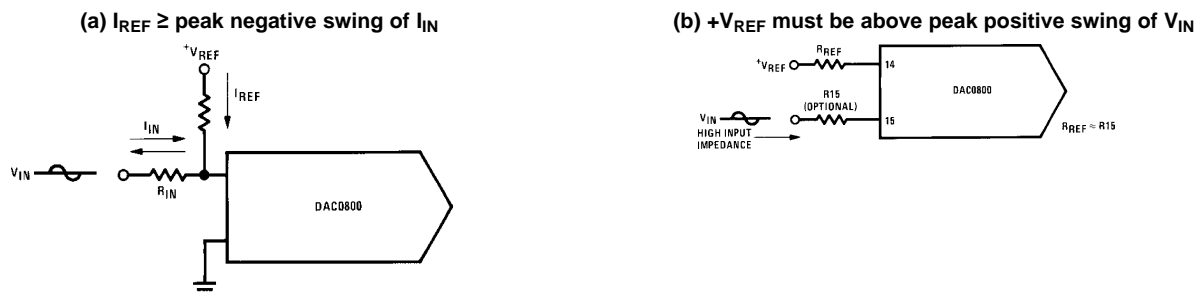 (a) IREF ≥ peak negative swing of IIN
+VREF
IREF
IIN
VIN
RIN
DAC0800
(b) +VREF must be above peak positive swing of VIN
RREF
+VREF
14
R15
(OPTIONAL)
DAC0800
VIN
15
HIGH INPUT
IMPEDANCE
RREF ≈ R15